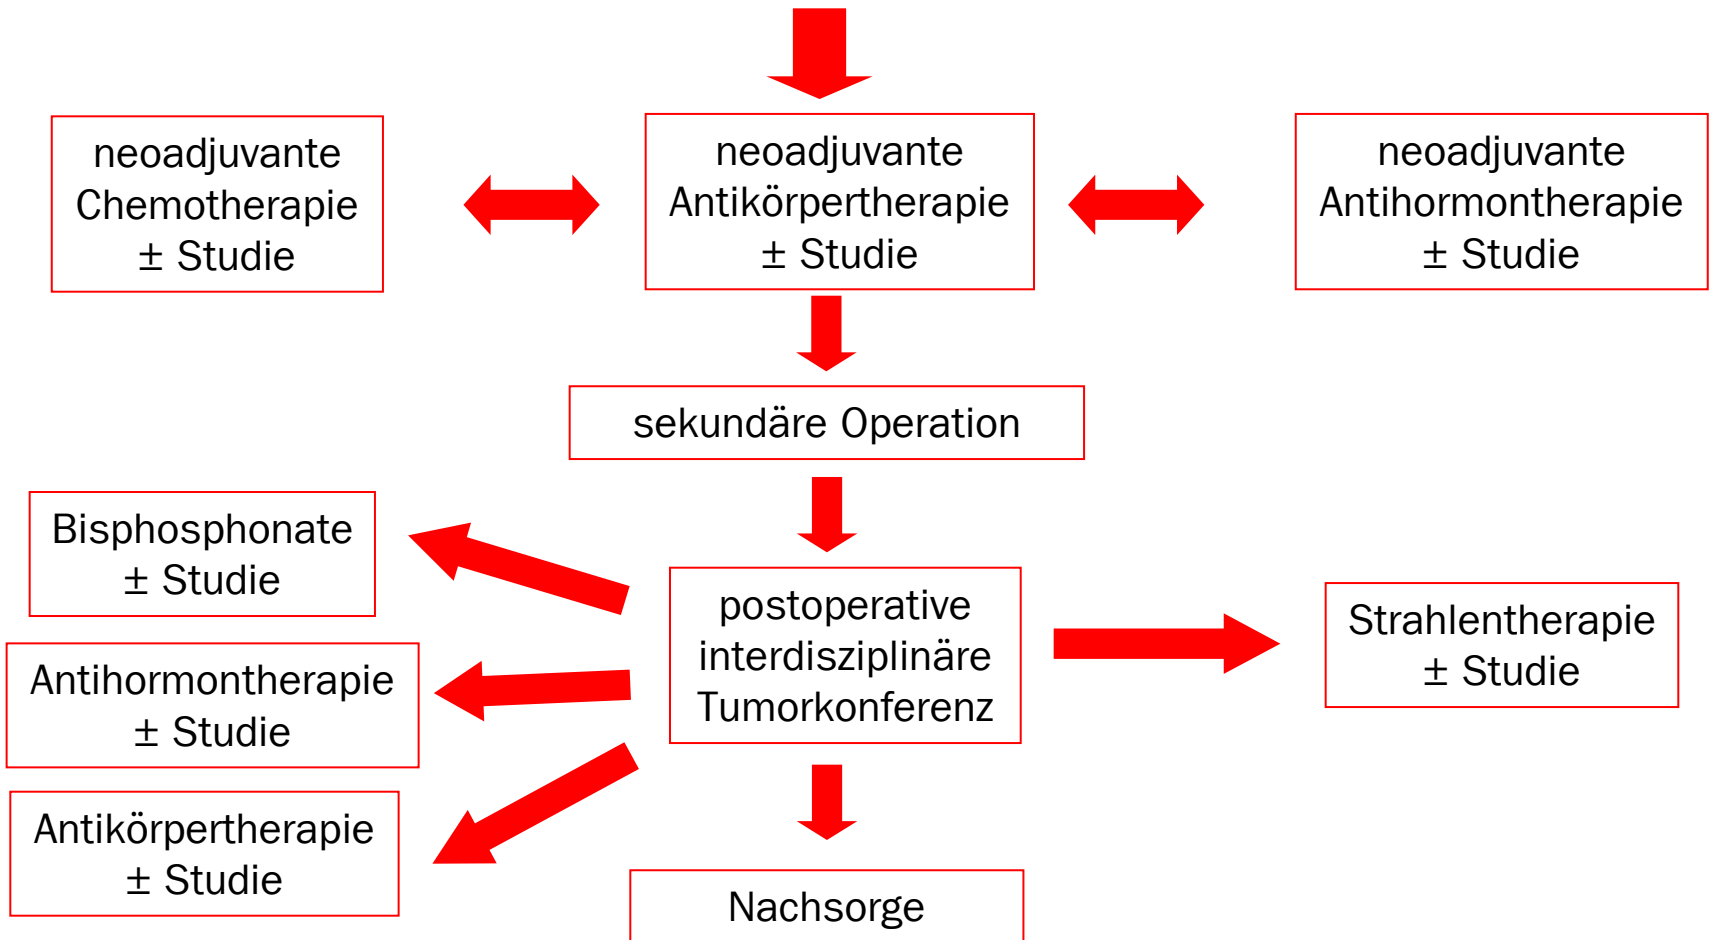 neoadjuvante
Chemotherapie
± Studie
neoadjuvante
Antikörpertherapie
± Studie
neoadjuvante
Antihormontherapie
± Studie
sekundäre Operation
Bisphosphonate
± Studie
Antihormontherapie
± Studie
Antikörpertherapie
± Studie
postoperative
interdisziplinäre
Tumorkonferenz
Strahlentherapie
± Studie
Nachsorge